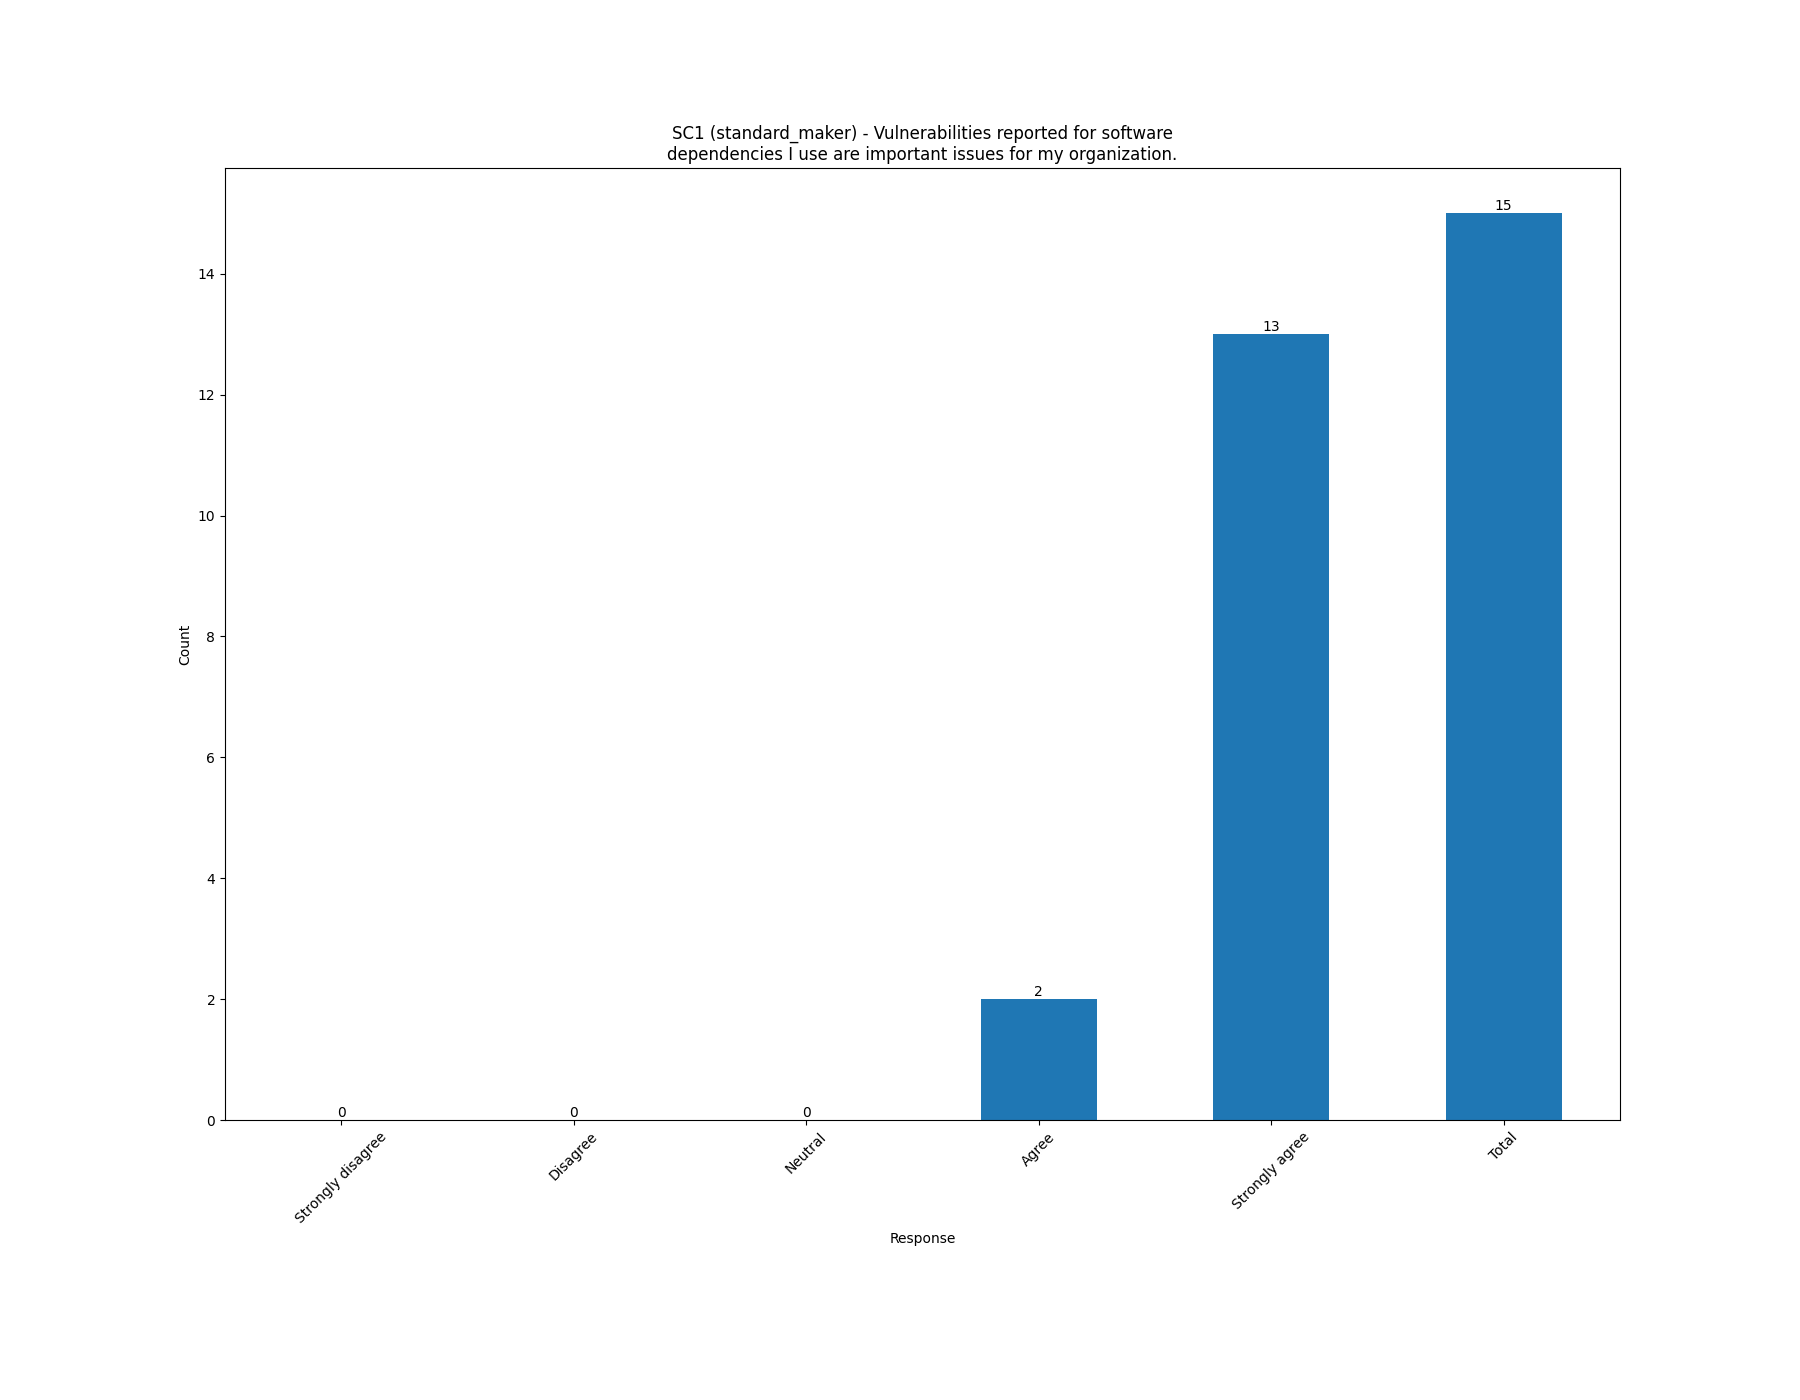 SC1 (standard_maker) - Vulnerabilities reported for software
dependencies I use are important issues for my organization.
15
14
13
12
10
Count
8
6
4
2
2
0
0
0
0
Strongly disagree
Disagree
Neutral
Agree
Strongly agree
Total
Response